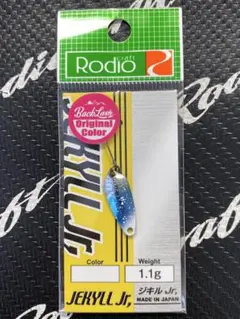 Rodio craft
BackLash
Original
Color
JEKYLL Jr,
Color
Weight
1.1g
JEKYLL Jr,
ジキル Jr,
MADE IN JAPAN